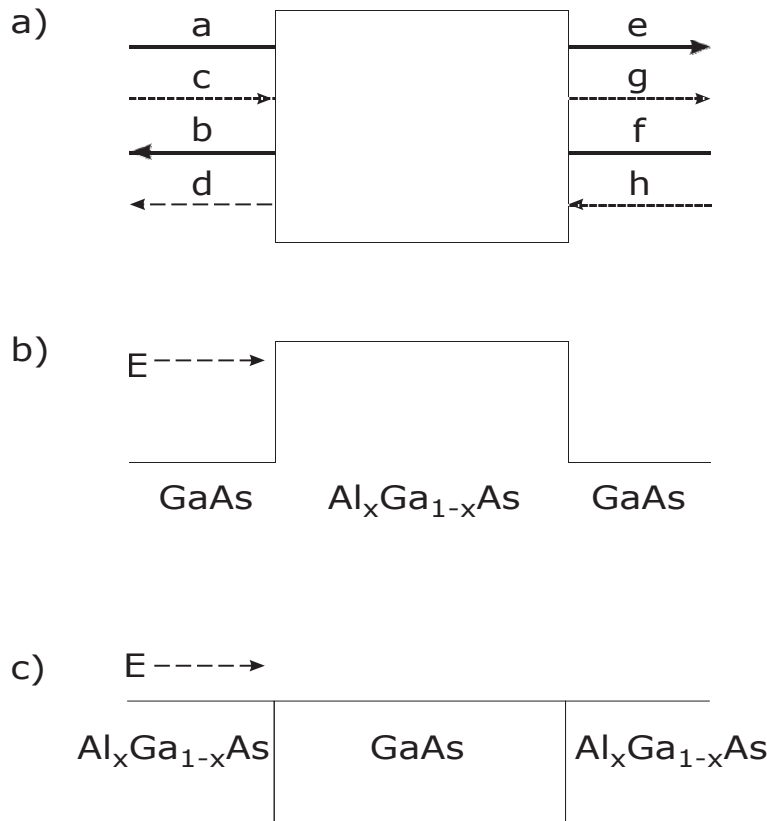 a)
a e
c g
b f
d h
b)
E
GaAs AlₓGa₁₋ₓAs GaAs
c)
E
AlₓGa₁₋ₓAs GaAs AlₓGa₁₋ₓAs